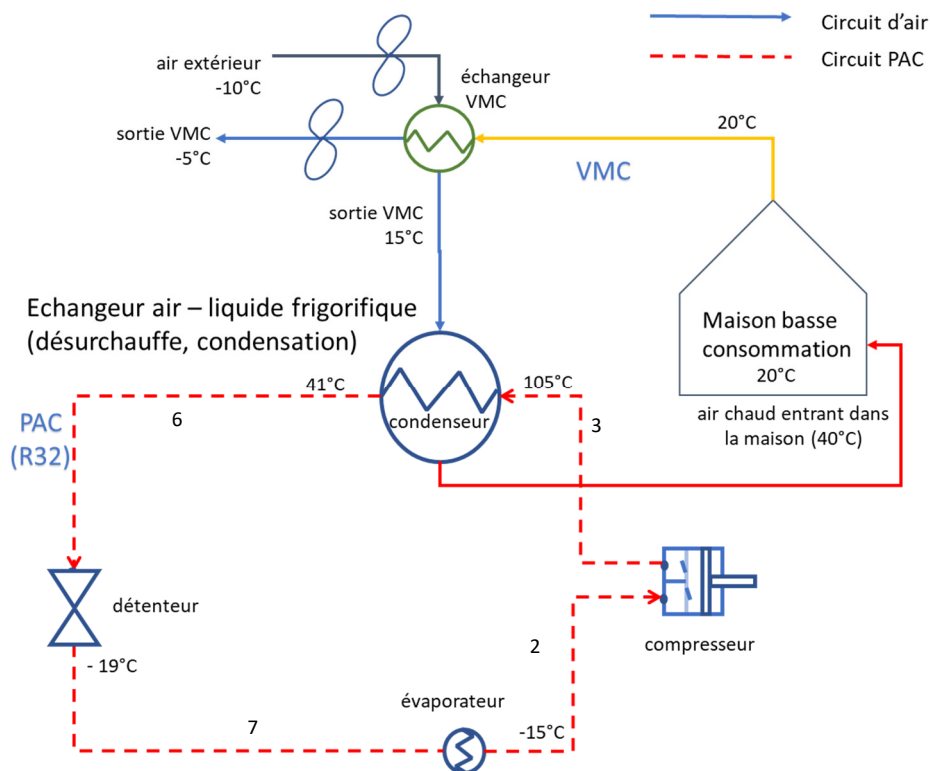 Circuit d'air
Circuit PAC
air extérieur
-10°C
échangeur
VMC
sortie VMC
-5°C
20°C
VMC
sortie VMC
15°C
Echangeur air – liquide frigorifique
(désurchauffe, condensation)
Maison basse
consommation
20°C
41°C
105°C
condenseur
6
3
air chaud entrant dans
la maison (40°C)
PAC
(R32)
détenteur
compresseur
- 19°C
2
évaporateur
7
-15°C